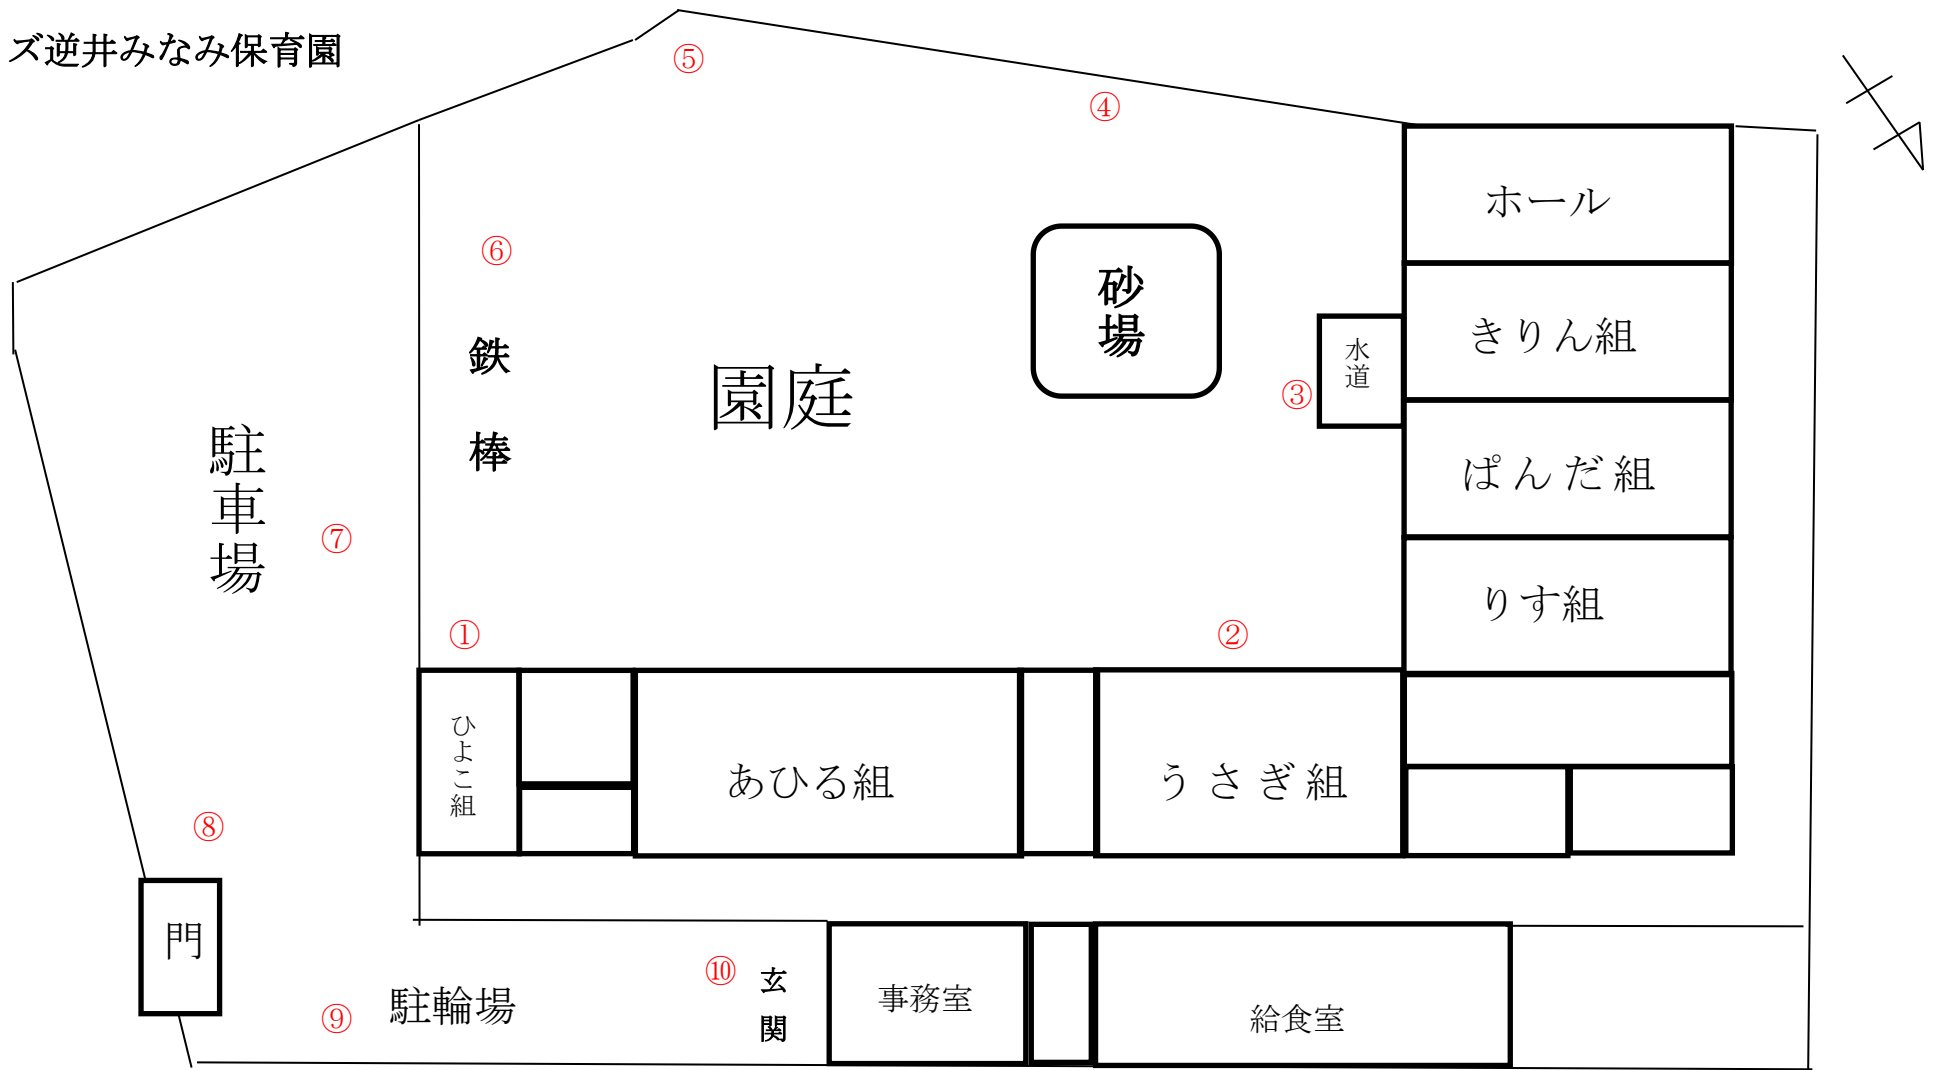 ズ逆井みなみ保育園
⑤
④
ホール
⑥
砂場
きりん組
水道
③
鉄棒
園庭
ぱんだ組
駐車場
⑦
りす組
①
②
ひよこ組
あひる組
うさぎ組
⑧
門
⑩
玄関
事務室
給食室
⑨
駐輪場